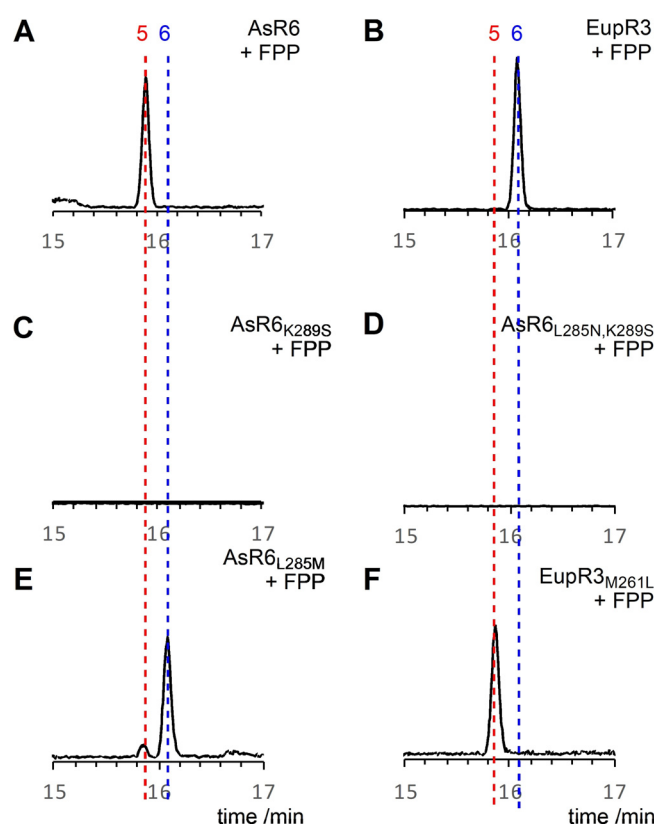 A
5 6
AsR6
+ FPP
15 16 17
B
5 6
EupR3
+ FPP
15 16 17
C
AsR6K289S
+ FPP
15 16 17
D
AsR6L285N,K289S
+ FPP
15 16 17
E
AsR6L285M
+ FPP
15 16 17
time /min
F
EupR3M261L
+ FPP
15 16 17
time /min